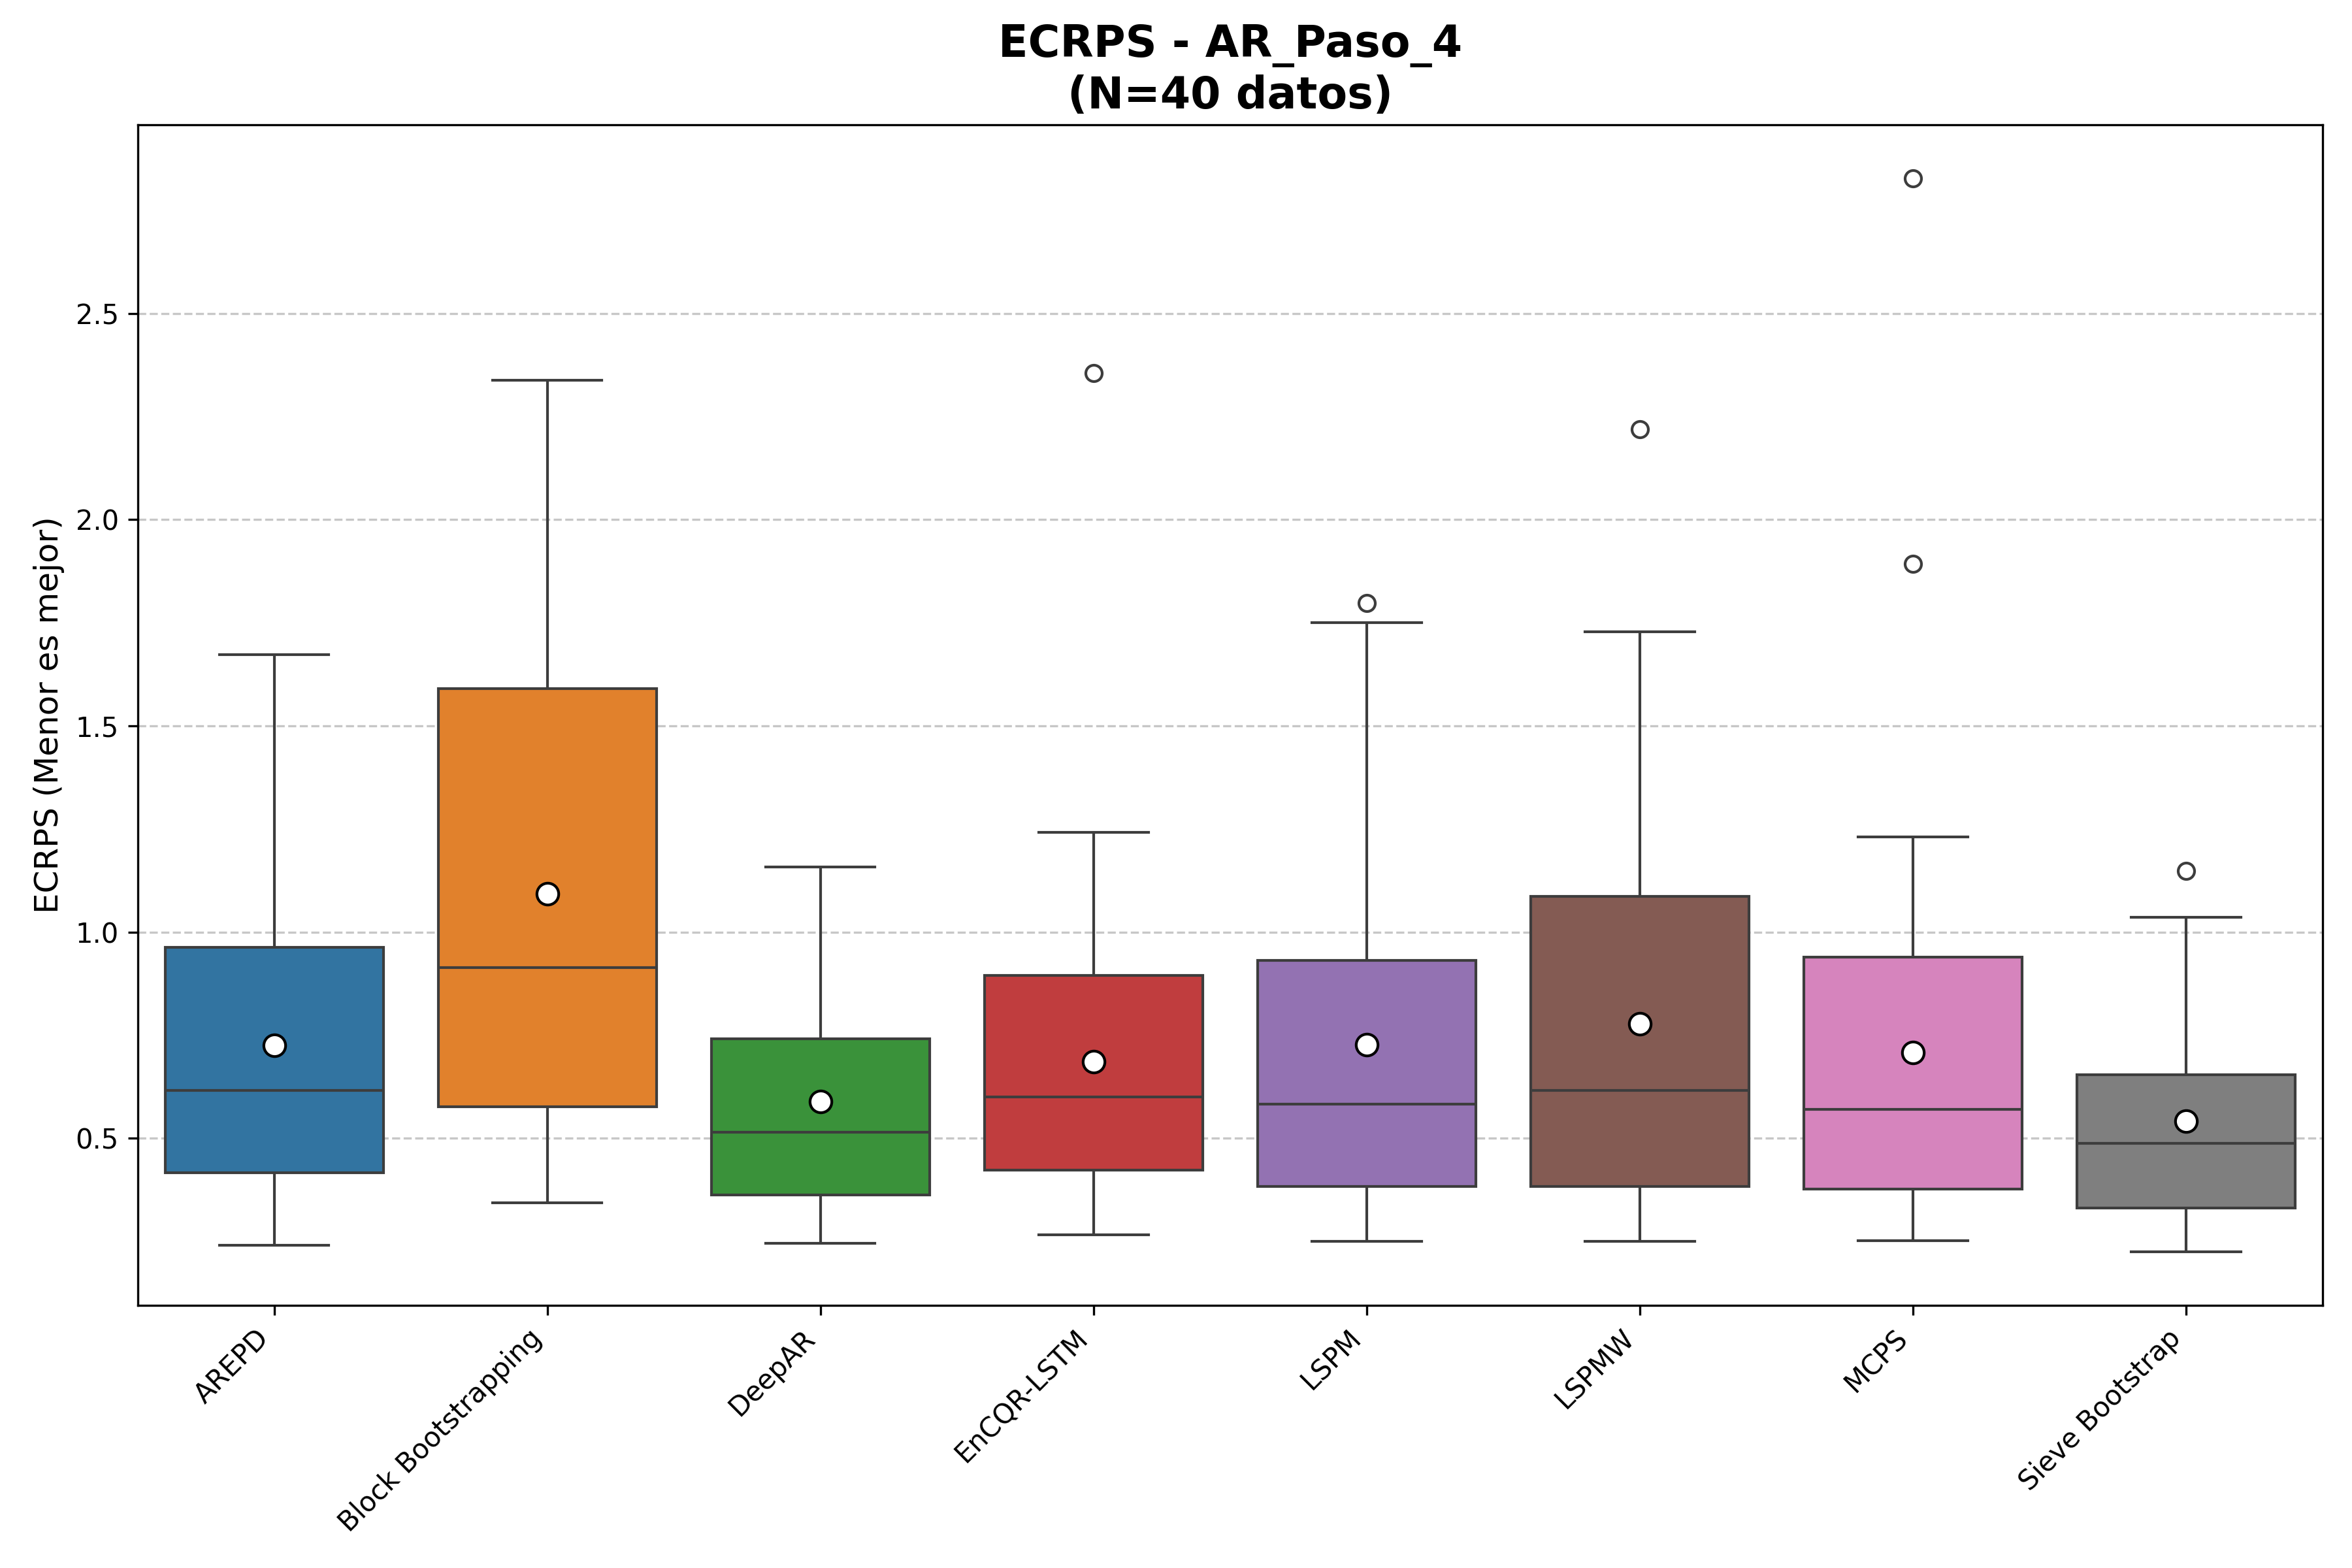 ECRPS - AR_Paso_4
(N=40 datos)
ECRPS (Menor es mejor)
2.5
2.0
1.5
1.0
0.5
AREPD
Block Bootstrapping
DeepAR
EnCQR-LSTM
LSPM
LSPMW
MCPS
Sieve Bootstrap